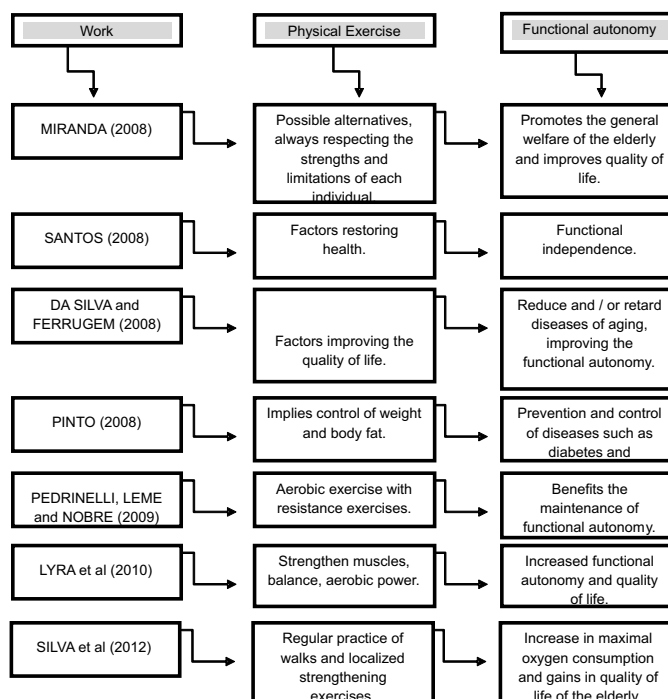 Work
Physical Exercise
Functional autonomy
MIRANDA (2008)
Possible alternatives,
always respecting the
strengths and
limitations of each
individual.
Promotes the general
welfare of the elderly
and improves quality of
life.
SANTOS (2008)
Factors restoring
health.
Functional
independence.
DA SILVA and
FERRUGEM (2008)
Factors improving the
quality of life.
Reduce and / or retard
diseases of aging,
improving the
functional autonomy.
PINTO (2008)
Implies control of weight
and body fat.
Prevention and control
of diseases such as
diabetes and
PEDRINELLI, LEME
and NOBRE (2009)
Aerobic exercise with
resistance exercises.
Benefits the
maintenance of
functional autonomy.
LYRA et al (2010)
Strengthen muscles,
balance, aerobic power.
Increased functional
autonomy and quality
of life.
SILVA et al (2012)
Regular practice of
walks and localized
strengthening
exercises
Increase in maximal
oxygen consumption
and gains in quality of
life of the elderly